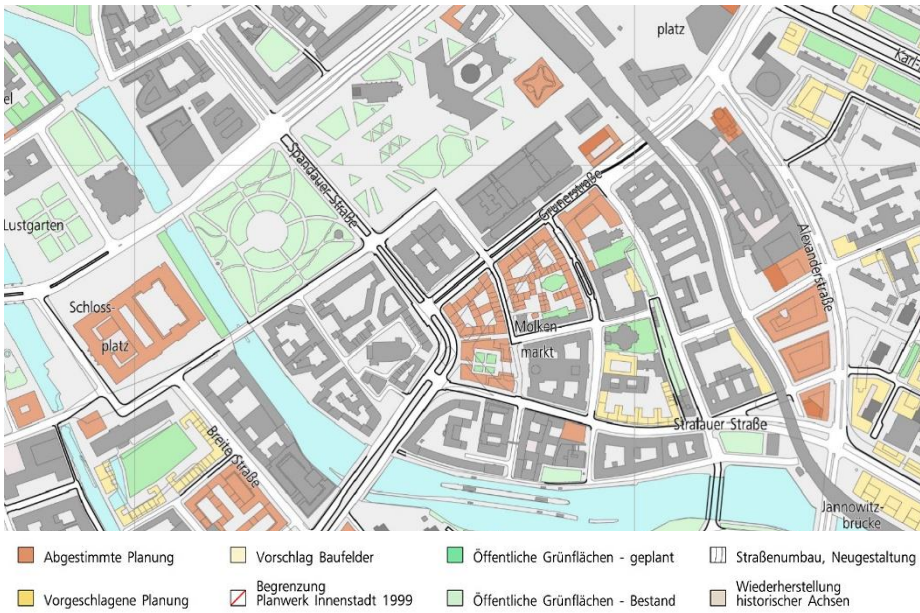 platz
Karl-
el
Spandauer Straße
Grunerstraße
Lustgarten
Alexanderstraße
Schloss-
platz
Molken
markt
Breite Straße
Stralauer Straße
Jannowitz-
brücke
Abgestimmte Planung
Vorschlag Baufelder
Öffentliche Grünflächen - geplant
Straßenumbau, Neugestaltung
Vorgeschlagene Planung
Begrenzung
Planwerk Innenstadt 1999
Öffentliche Grünflächen - Bestand
Wiederherstellung
historischer Achsen